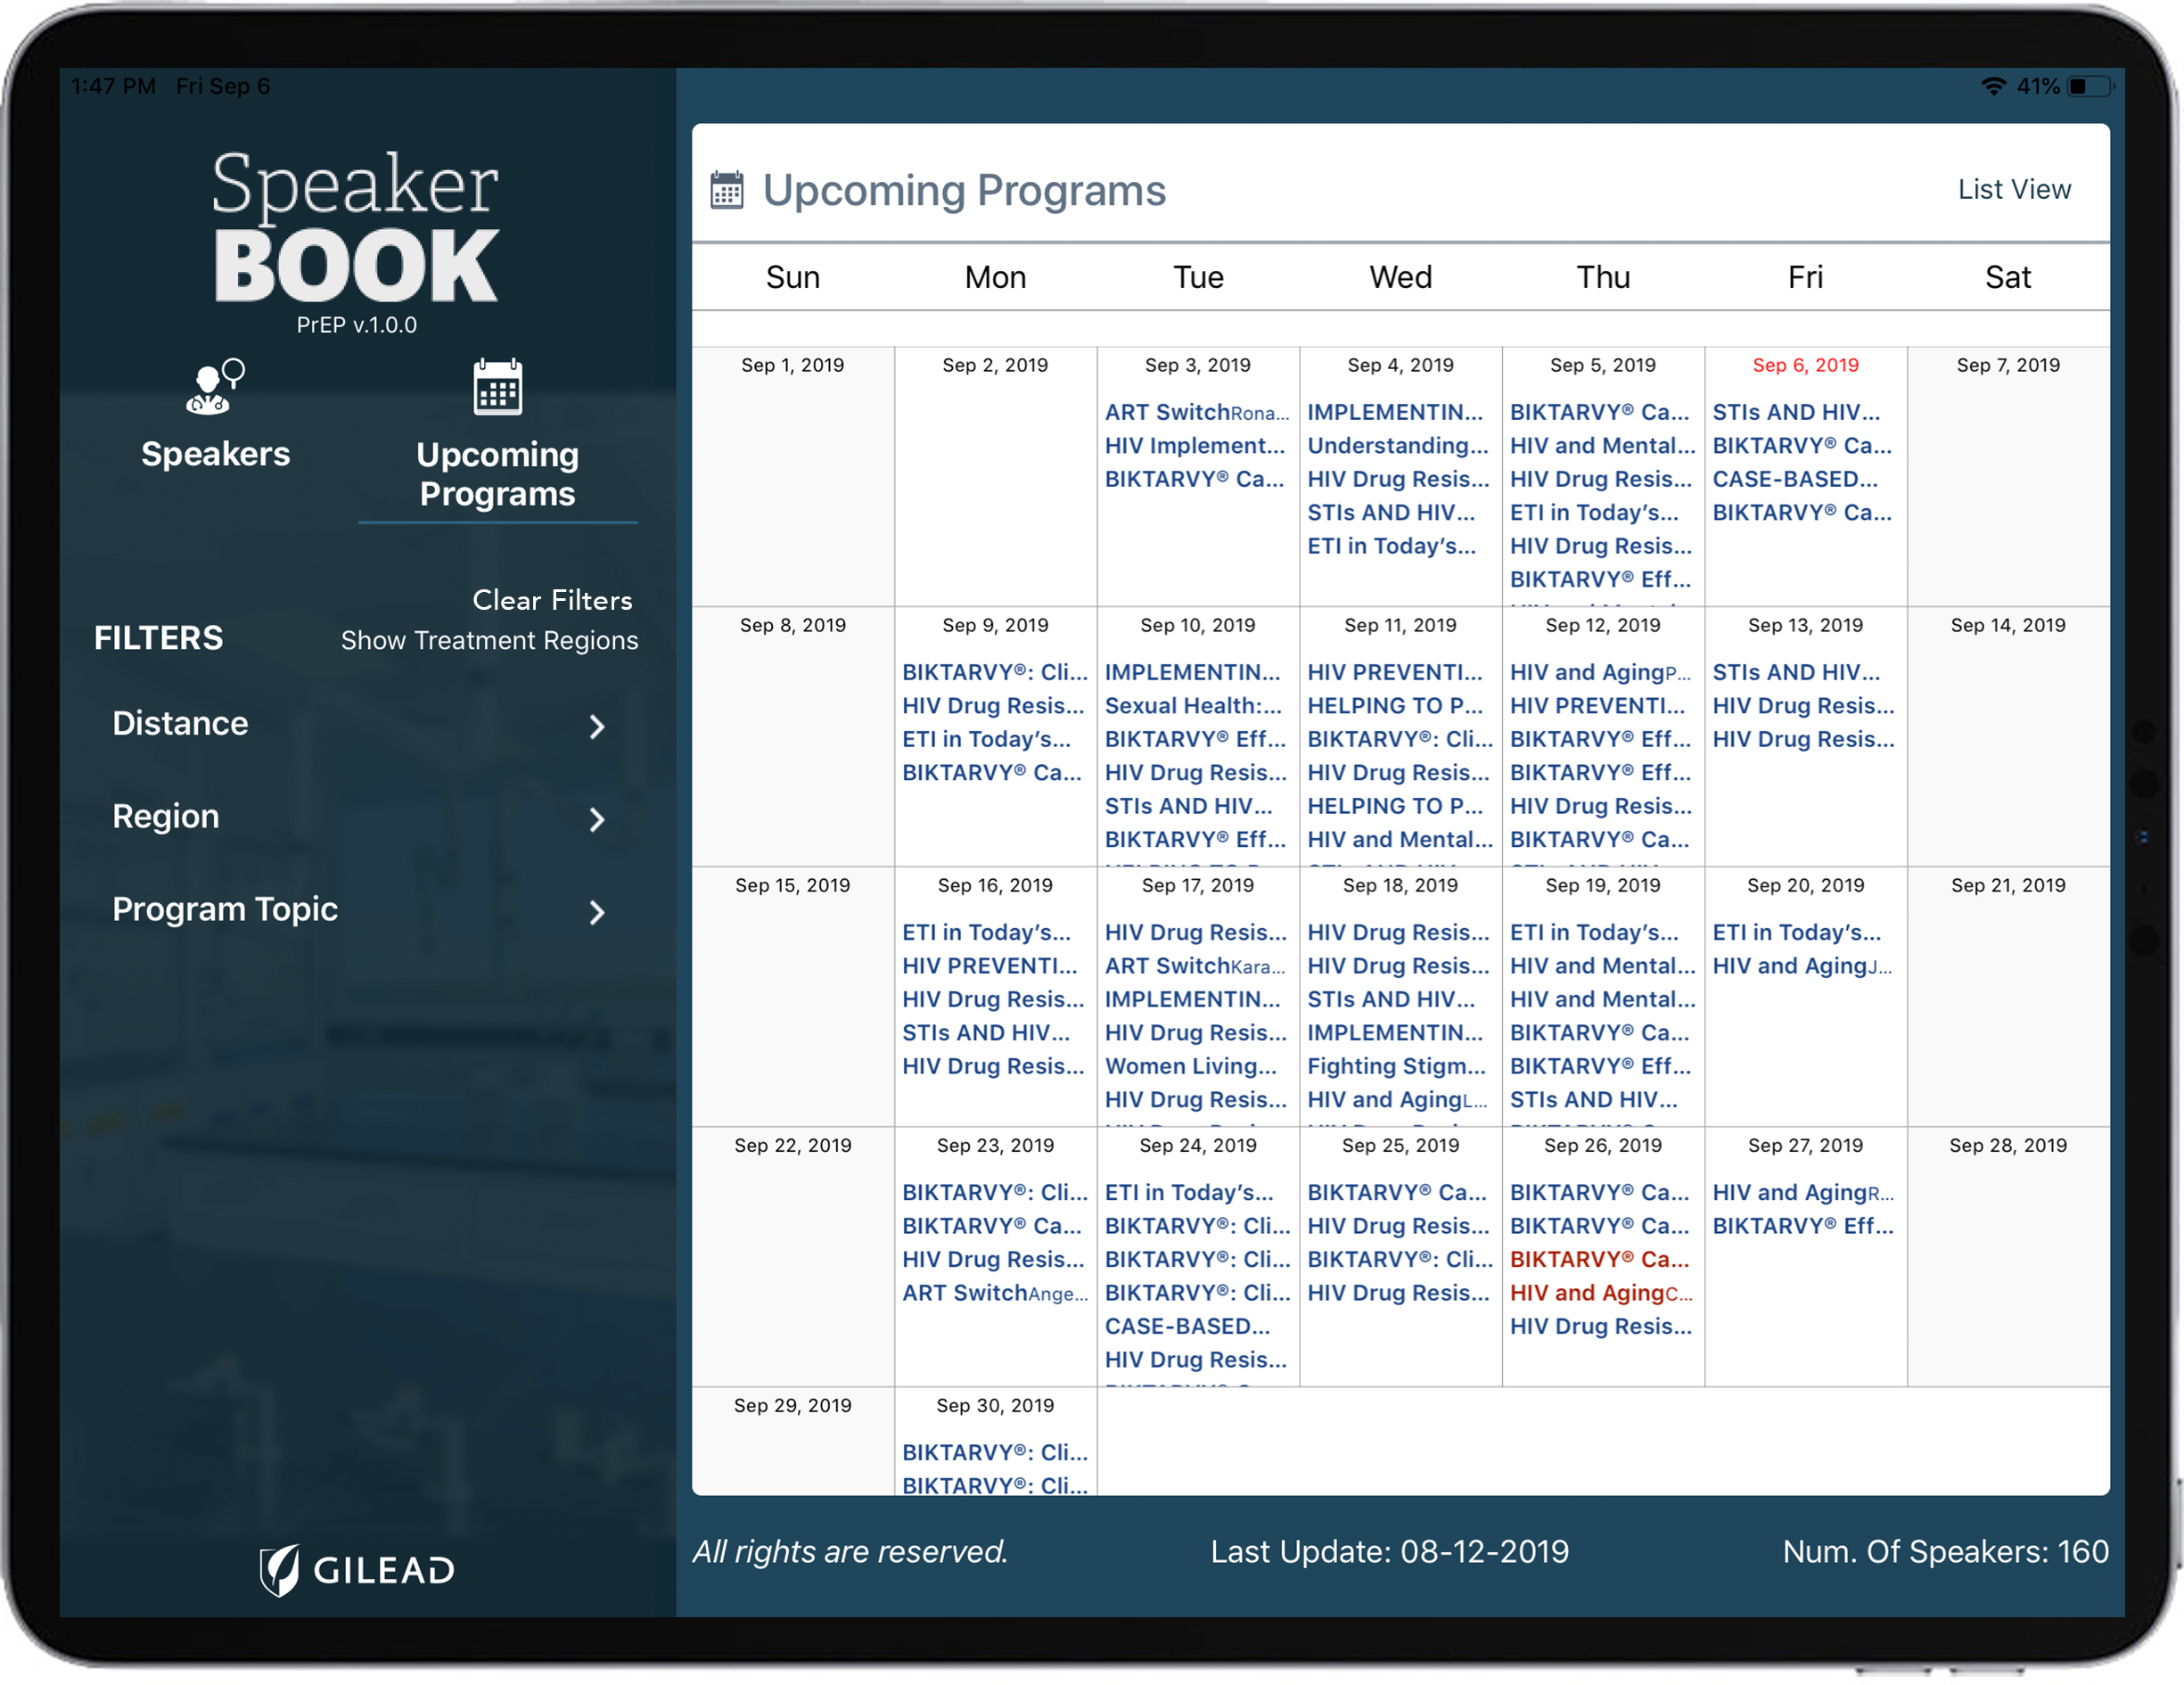 1:47 PM Fri Sep 6
41%
Speaker
BOOK
PrEP v.1.0.0
Speakers
Upcoming
Programs
Clear Filters
FILTERS
Show Treatment Regions
Distance
Region
Program Topic
GILEAD
Upcoming Programs
List View
Sun Mon Tue Wed Thu Fri Sat
Sep 1, 2019
Sep 2, 2019
Sep 3, 2019
ART SwitchRona...
HIV Implement...
BIKTARVY® Ca...
Sep 4, 2019
IMPLEMENTIN...
Understanding...
HIV Drug Resis...
STIs AND HIV...
ETI in Today's...
Sep 5, 2019
BIKTARVY® Ca...
HIV and Mental...
HIV Drug Resis...
ETI in Today's...
HIV Drug Resis...
BIKTARVY® Eff...
Sep 6, 2019
STIs AND HIV...
BIKTARVY® Ca...
CASE-BASED...
BIKTARVY® Ca...
Sep 7, 2019
Sep 8, 2019
Sep 9, 2019
BIKTARVY®: Cli...
HIV Drug Resis...
ETI in Today's...
BIKTARVY® Ca...
Sep 10, 2019
IMPLEMENTIN...
Sexual Health:...
BIKTARVY® Eff...
HIV Drug Resis...
STIs AND HIV...
BIKTARVY® Eff...
Sep 11, 2019
HIV PREVENTI...
HELPING TO P...
BIKTARVY®: Cli...
HIV Drug Resis...
HELPING TO P...
HIV and Mental...
Sep 12, 2019
HIV and AgingP...
HIV PREVENTI...
BIKTARVY® Eff...
BIKTARVY® Eff...
HIV Drug Resis...
BIKTARVY® Ca...
Sep 13, 2019
STIs AND HIV...
HIV Drug Resis...
HIV Drug Resis...
Sep 14, 2019
Sep 15, 2019
Sep 16, 2019
ETI in Today's...
HIV PREVENTI...
HIV Drug Resis...
STIs AND HIV...
HIV Drug Resis...
Sep 17, 2019
HIV Drug Resis...
ART SwitchKara...
IMPLEMENTIN...
HIV Drug Resis...
Women Living...
HIV Drug Resis...
Sep 18, 2019
HIV Drug Resis...
HIV Drug Resis...
STIs AND HIV...
IMPLEMENTIN...
Fighting Stigm...
HIV and AgingL...
Sep 19, 2019
ETI in Today's...
HIV and Mental...
HIV and Mental...
BIKTARVY® Ca...
BIKTARVY® Eff...
STIs AND HIV...
Sep 20, 2019
ETI in Today's...
HIV and AgingJ...
Sep 21, 2019
Sep 22, 2019
Sep 23, 2019
BIKTARVY®: Cli...
BIKTARVY® Ca...
HIV Drug Resis...
ART SwitchAnge...
Sep 24, 2019
ETI in Today's...
BIKTARVY®: Cli...
BIKTARVY®: Cli...
BIKTARVY®: Cli...
CASE-BASED...
HIV Drug Resis...
Sep 25, 2019
BIKTARVY® Ca...
HIV Drug Resis...
BIKTARVY®: Cli...
HIV Drug Resis...
Sep 26, 2019
BIKTARVY® Ca...
BIKTARVY® Ca...
BIKTARVY® Ca...
HIV and AgingC...
HIV Drug Resis...
Sep 27, 2019
HIV and AgingR...
BIKTARVY® Eff...
Sep 28, 2019
Sep 29, 2019
Sep 30, 2019
BIKTARVY®: Cli...
BIKTARVY®: Cli...
All rights are reserved.
Last Update: 08-12-2019
Num. Of Speakers: 160